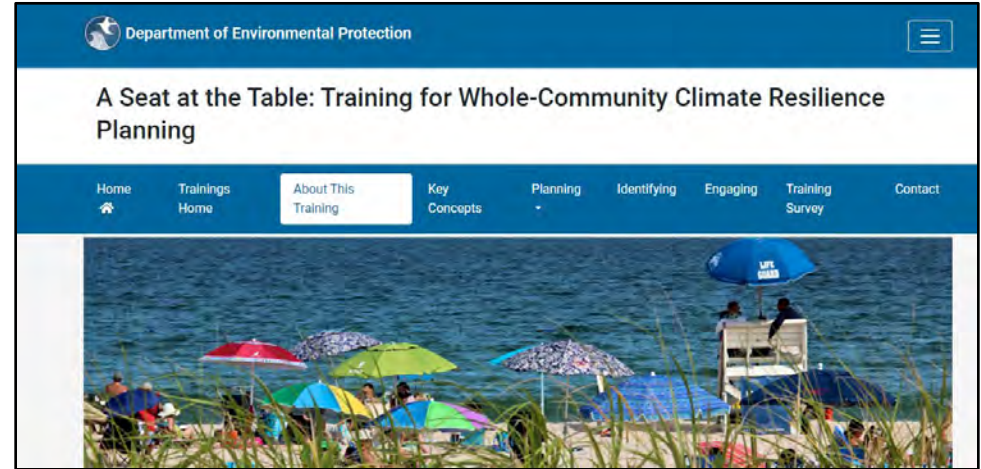 Department of Environmental Protection
A Seat at the Table: Training for Whole-Community Climate Resilience
Planning
Home
Trainings
Home
About This
Training
Key
Concepts
Planning
Identifying
Engaging
Training
Survey
Contact
LIFE
GUARD